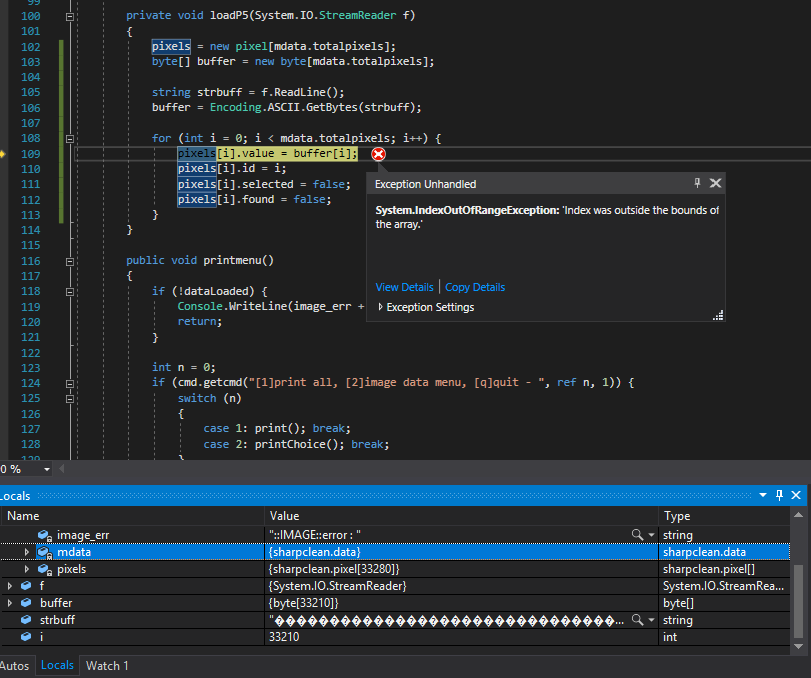 99
100 private void loadP5(System.IO.StreamReader f)
101 {
102 pixels = new pixel[mdata.totalpixels];
103 byte[] buffer = new byte[mdata.totalpixels];
104
105 string strbuff = f.ReadLine();
106 buffer = Encoding.ASCII.GetBytes(strbuff);
107
108 for (int i = 0; i < mdata.totalpixels; i++) {
109 pixels[i].value = buffer[i];
110 pixels[i].id = i;
111 pixels[i].selected = false;
112 pixels[i].found = false;
113 }
114 }
115
116 public void printmenu()
117 {
118 if (!dataLoaded) {
119 Console.WriteLine(image_err +
120 return;
121 }
122
123 int n = 0;
124 if (cmd.getcmd("[1]print all, [2]image data menu, [q]quit - ", ref n, 1)) {
125 switch (n)
126 {
127 case 1: print(); break;
128 case 2: printChoice(); break;
129 }
Exception Unhandled
System.IndexOutOfRangeException: 'Index was outside the bounds of
the array.'
View Details | Copy Details
Exception Settings
0 %
Locals
Name Value Type
image_err "::IMAGE::error : " string
mdata {sharpclean.data} sharpclean.data
pixels {sharpclean.pixel[33280]} sharpclean.pixel[]
f {System.IO.StreamReader} System.IO.StreamRea...
buffer {byte[33210]} byte[]
strbuff "�����������������������������������... string
i 33210 int
Autos Locals Watch 1